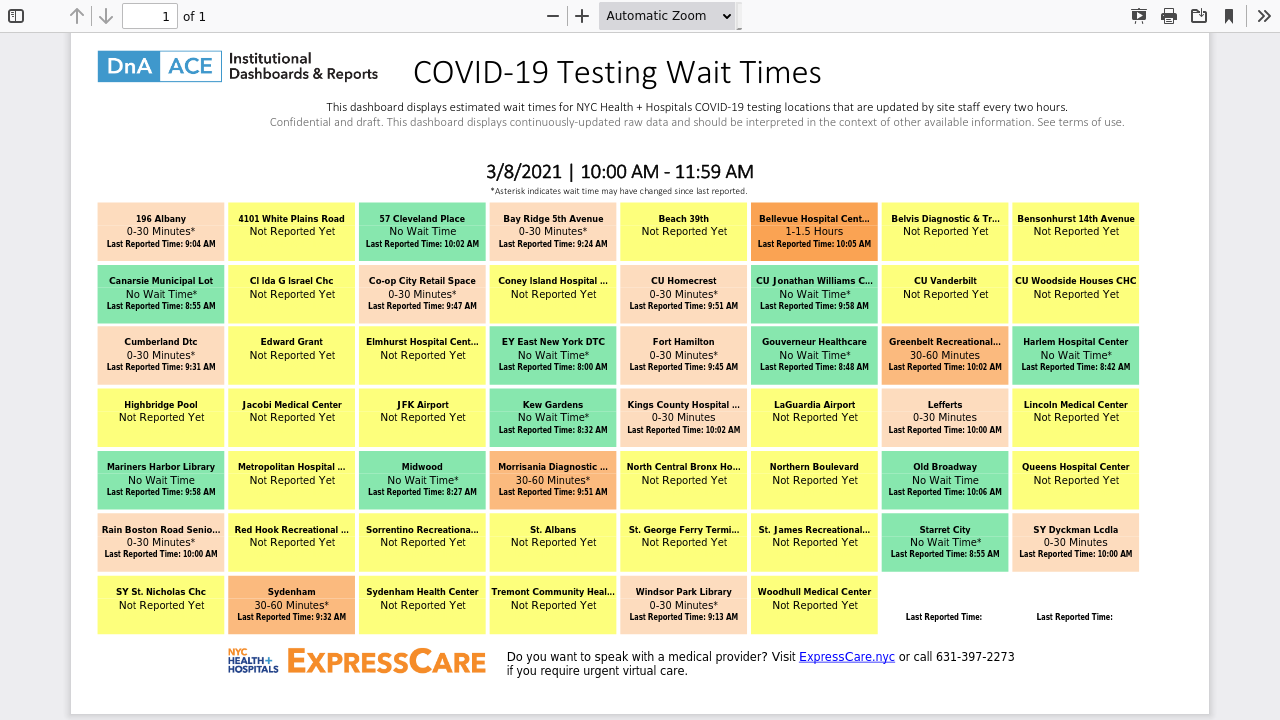 1 of 1
Automatic Zoom
DnA ACE Institutional Dashboards & Reports
COVID-19 Testing Wait Times
This dashboard displays estimated wait times for NYC Health + Hospitals COVID-19 testing locations that are updated by site staff every two hours.
Confidential and draft. This dashboard displays continuously-updated raw data and should be interpreted in the context of other available information. See terms of use.
3/8/2021 | 10:00 AM - 11:59 AM
*Asterisk indicates wait time may have changed since last reported.
196 Albany
0-30 Minutes*
Last Reported Time: 9:04 AM
4101 White Plains Road
Not Reported Yet
57 Cleveland Place
No Wait Time
Last Reported Time: 10:02 AM
Bay Ridge 5th Avenue
0-30 Minutes*
Last Reported Time: 9:24 AM
Beach 39th
Not Reported Yet
Bellevue Hospital Cent...
1-1.5 Hours
Last Reported Time: 10:05 AM
Belvis Diagnostic & Tr...
Not Reported Yet
Bensonhurst 14th Avenue
Not Reported Yet
Canarsie Municipal Lot
No Wait Time*
Last Reported Time: 8:55 AM
CI Ida G Israel Chc
Not Reported Yet
Co-op City Retail Space
0-30 Minutes*
Last Reported Time: 9:47 AM
Coney Island Hospital ...
Not Reported Yet
CU Homecrest
0-30 Minutes*
Last Reported Time: 9:51 AM
CU Jonathan Williams C...
No Wait Time*
Last Reported Time: 9:58 AM
CU Vanderbilt
Not Reported Yet
CU Woodside Houses CHC
Not Reported Yet
Cumberland Dtc
0-30 Minutes*
Last Reported Time: 9:31 AM
Edward Grant
Not Reported Yet
Elmhurst Hospital Cent...
Not Reported Yet
EY East New York DTC
No Wait Time*
Last Reported Time: 8:00 AM
Fort Hamilton
0-30 Minutes*
Last Reported Time: 9:45 AM
Gouverneur Healthcare
No Wait Time*
Last Reported Time: 8:48 AM
Greenbelt Recreational...
30-60 Minutes
Last Reported Time: 10:02 AM
Harlem Hospital Center
No Wait Time*
Last Reported Time: 8:42 AM
Highbridge Pool
Not Reported Yet
Jacobi Medical Center
Not Reported Yet
JFK Airport
Not Reported Yet
Kew Gardens
No Wait Time*
Last Reported Time: 8:32 AM
Kings County Hospital ...
0-30 Minutes
Last Reported Time: 10:02 AM
LaGuardia Airport
Not Reported Yet
Lefferts
0-30 Minutes
Last Reported Time: 10:00 AM
Lincoln Medical Center
Not Reported Yet
Mariners Harbor Library
No Wait Time
Last Reported Time: 9:58 AM
Metropolitan Hospital ...
Not Reported Yet
Midwood
No Wait Time*
Last Reported Time: 8:27 AM
Morrisania Diagnostic ...
30-60 Minutes*
Last Reported Time: 9:51 AM
North Central Bronx Ho...
Not Reported Yet
Northern Boulevard
Not Reported Yet
Old Broadway
No Wait Time
Last Reported Time: 10:06 AM
Queens Hospital Center
Not Reported Yet
Rain Boston Road Senio...
0-30 Minutes*
Last Reported Time: 10:00 AM
Red Hook Recreational ...
Not Reported Yet
Sorrentino Recreationa...
Not Reported Yet
St. Albans
Not Reported Yet
St. George Ferry Termi...
Not Reported Yet
St. James Recreational...
Not Reported Yet
Starret City
No Wait Time*
Last Reported Time: 8:55 AM
SY Dyckman Lcdla
0-30 Minutes
Last Reported Time: 10:00 AM
SY St. Nicholas Chc
Not Reported Yet
Sydenham
30-60 Minutes*
Last Reported Time: 9:32 AM
Sydenham Health Center
Not Reported Yet
Tremont Community Heal...
Not Reported Yet
Windsor Park Library
0-30 Minutes*
Last Reported Time: 9:13 AM
Woodhull Medical Center
Not Reported Yet
Last Reported Time:
Last Reported Time:
NYC
HEALTH+
HOSPITALS
EXPRESSCARE
Do you want to speak with a medical provider? Visit ExpressCare.nyc or call 631-397-2273
if you require urgent virtual care.